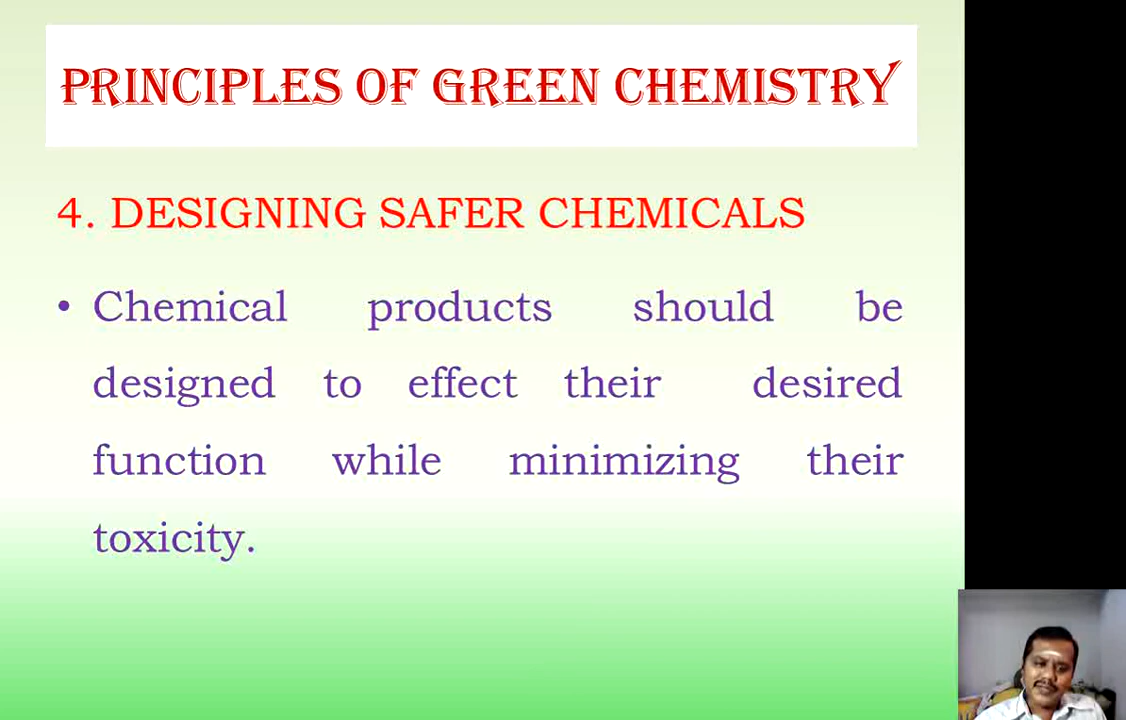 PRINCIPLES OF GREEN CHEMISTRY
4. DESIGNING SAFER CHEMICALS
• Chemical products should be
designed to effect their desired
function while minimizing their
toxicity.